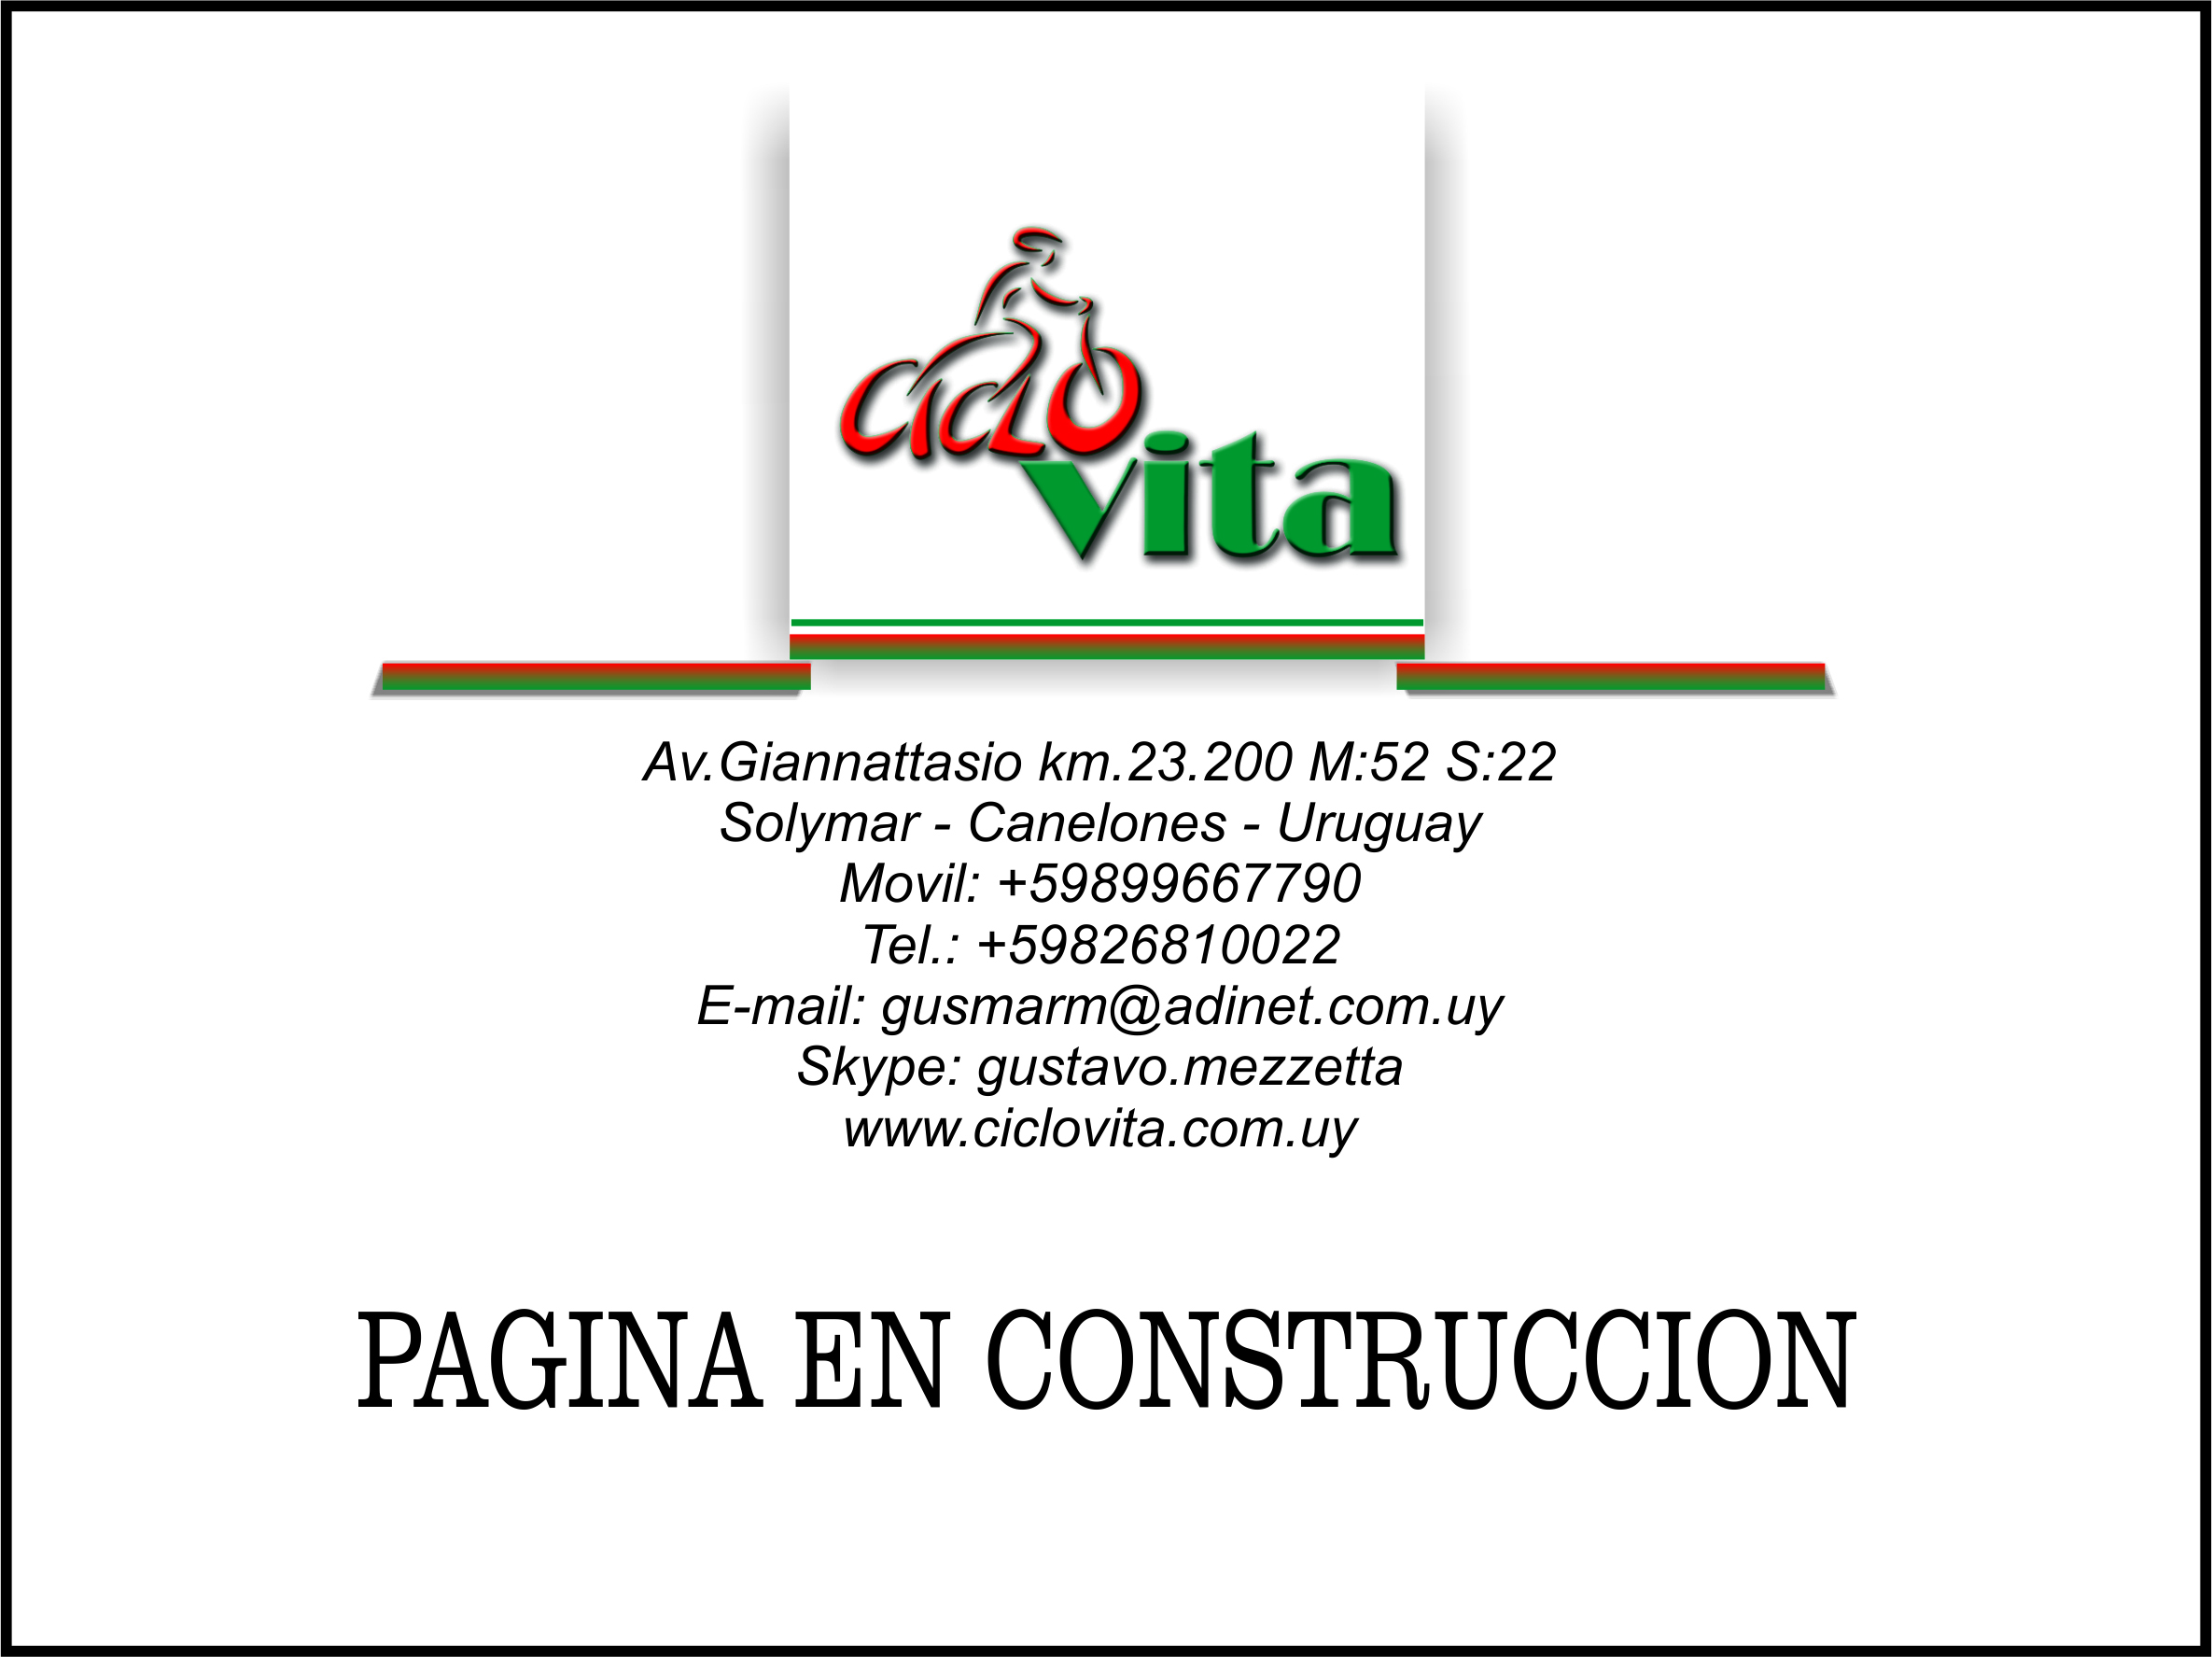 ciclo
vita
Av.Giannattasio km.23.200 M:52 S:22
Solymar - Canelones - Uruguay
Movil: +59899667790
Tel.: +59826810022
E-mail: gusmarm@adinet.com.uy
Skype: gustavo.mezzetta
www.ciclovita.com.uy
PAGINA EN CONSTRUCCION